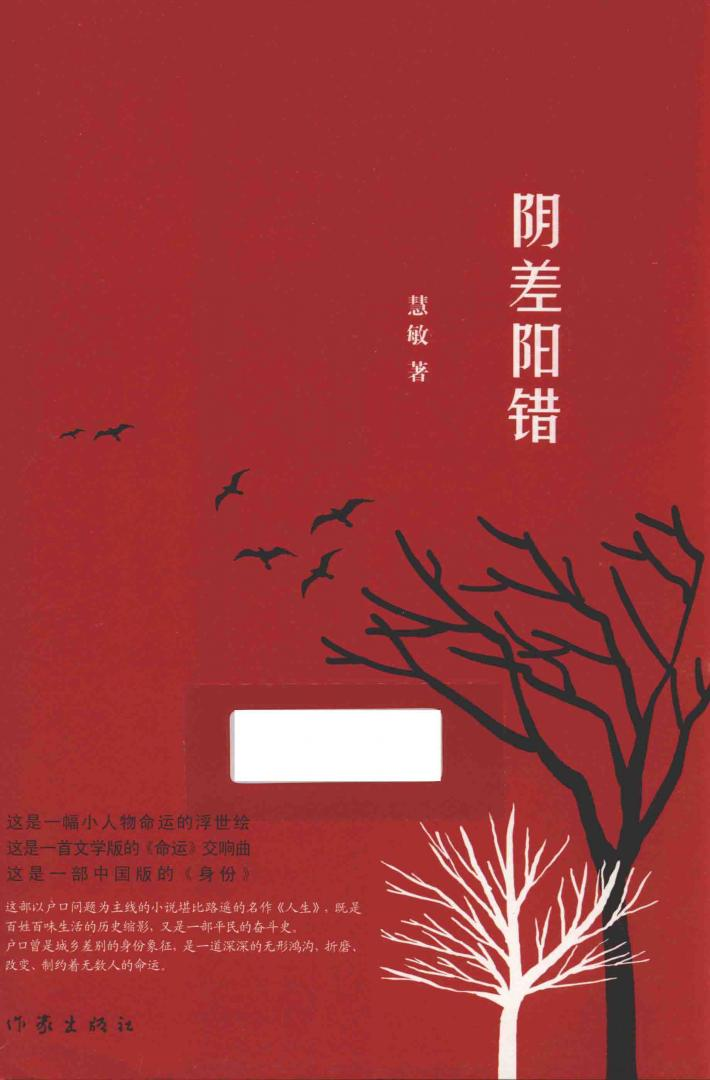 阴差阳错
慧敏 著
这是一幅小人物命运的浮世绘
这是一首文学版的《命运》交响曲
这是一部中国版的《身份》
这部以户口问题为主线的小说堪比路遥的名作《人生》，既是
百姓百味生活的历史缩影，又是一部平民的奋斗史。
户口曾是城乡差别的身份象征，是一道深深的无形鸿沟，折磨、
改变、制约着无数人的命运。
作家出版社